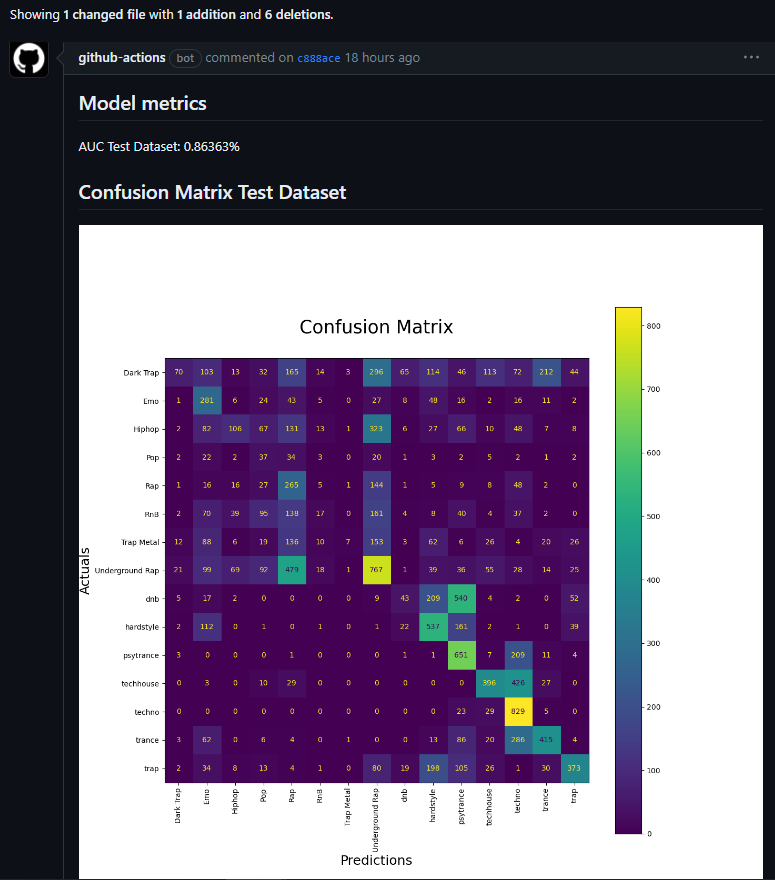 Showing 1 changed file with 1 addition and 6 deletions.
github-actions bot commented on c888ace 18 hours ago ...
Model metrics
AUC Test Dataset: 0.86363%
Confusion Matrix Test Dataset
Confusion Matrix
Actuals
Dark Trap 70 103 13 32 165 14 3 296 65 114 46 113 72 212 44
Emo 1 281 6 24 43 5 0 27 8 48 16 2 16 11 2
Hiphop 2 82 106 67 131 13 1 323 6 27 66 10 48 7 8
Pop 2 22 2 37 34 3 0 20 1 3 2 5 2 1 2
Rap 1 16 16 27 265 5 1 144 1 5 9 8 48 2 0
RnB 2 70 39 95 138 17 0 161 4 8 40 4 37 2 0
Trap Metal 12 88 6 19 136 10 7 153 3 62 6 26 4 20 26
Underground Rap 21 99 69 92 479 18 1 767 1 39 36 55 28 14 25
dnb 5 17 2 0 0 0 0 9 43 209 540 4 2 0 52
hardstyle 2 112 0 1 0 1 0 1 22 537 161 2 1 0 39
psytrance 3 0 0 0 1 0 0 0 1 1 651 7 209 11 4
techhouse 0 3 0 10 29 0 0 0 0 0 0 396 426 27 0
techno 0 0 0 0 0 0 0 0 0 0 23 29 829 5 0
trance 3 62 0 6 4 0 1 0 0 13 86 20 286 415 4
trap 2 34 8 13 4 1 0 80 19 198 105 26 1 30 373
Dark Trap
Emo
Hiphop
Pop
Rap
RnB
Trap Metal
Underground Rap
dnb
hardstyle
psytrance
techhouse
techno
trance
trap
Predictions
800
700
600
500
400
300
200
100
0